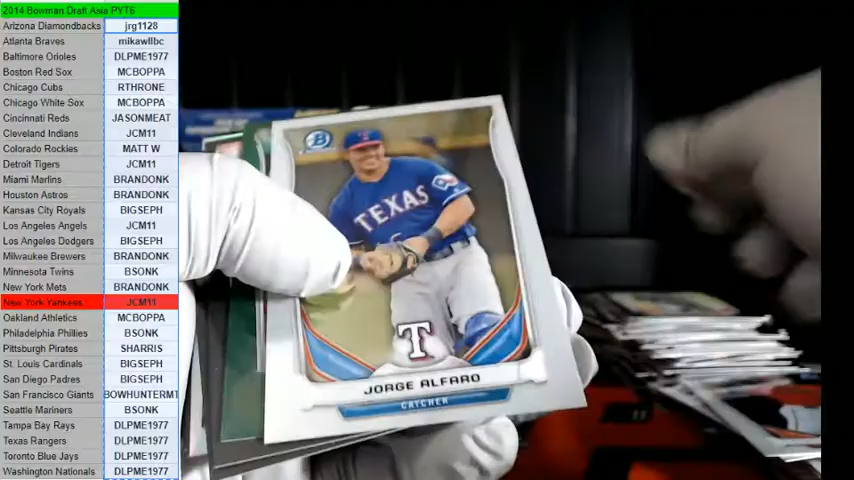 2014 Bowman Draft Asia PYT6
Arizona Diamondbacks jrg1128
Atlanta Braves mikawllbc
Baltimore Orioles DLPME1977
Boston Red Sox MCBOPPA
Chicago Cubs RTHRONE
Chicago White Sox MCBOPPA
Cincinnati Reds JASONMEAT
Cleveland Indians JCM11
Colorado Rockies MATT W
Detroit Tigers JCM11
Miami Marlins BRANDONK
Houston Astros BRANDONK
Kansas City Royals BIGSEPH
Los Angeles Angels JCM11
Los Angeles Dodgers BIGSEPH
Milwaukee Brewers BRANDONK
Minnesota Twins BSONK
New York Mets BRANDONK
New York Yankees JCM11
Oakland Athletics MCBOPPA
Philadelphia Phillies BSONK
Pittsburgh Pirates SHARRIS
St. Louis Cardinals BIGSEPH
San Diego Padres BIGSEPH
San Francisco Giants BOWHUNTERMT
Seattle Mariners BSONK
Tampa Bay Rays DLPME1977
Texas Rangers DLPME1977
Toronto Blue Jays DLPME1977
Washington Nationals DLPME1977
B
TEXAS
T
JORGE ALFARO
CATCHER